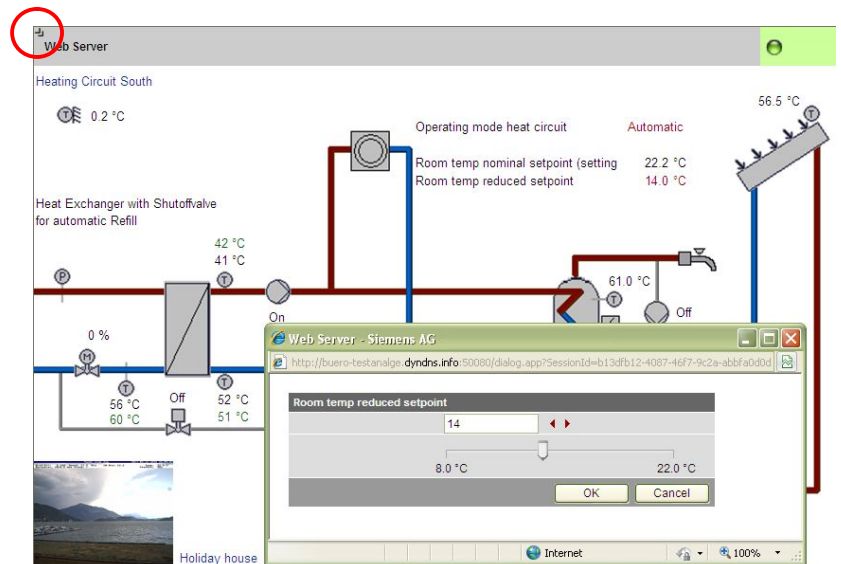 Web Server
Heating Circuit South
T
0.2 °C
56.5 °C
T
Operating mode heat circuit Automatic
Room temp nominal setpoint (setting 22.2 °C
Room temp reduced setpoint 14.0 °C
Heat Exchanger with Shutoffvalve
for automatic Refill
42 °C
41 °C
P
T
61.0 °C
T
Off
On
0 %
M
T
56 °C
60 °C
Off
T
52 °C
51 °C
Web Server - Siemens AG
http://buero-testanalge.dyndns.info:50080/dialog.app?SessionId=b13dfb12-4087-46f7-9c2a-abbfa0d0d
Room temp reduced setpoint
14
8.0 °C 22.0 °C
OK Cancel
Internet 100%
Holiday house